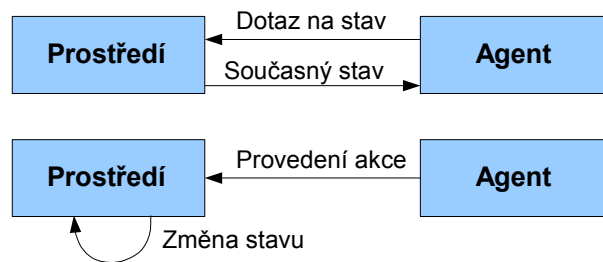 Dotaz na stav
Prostředí
Agent
Současný stav
Provedení akce
Prostředí
Agent
Změna stavu